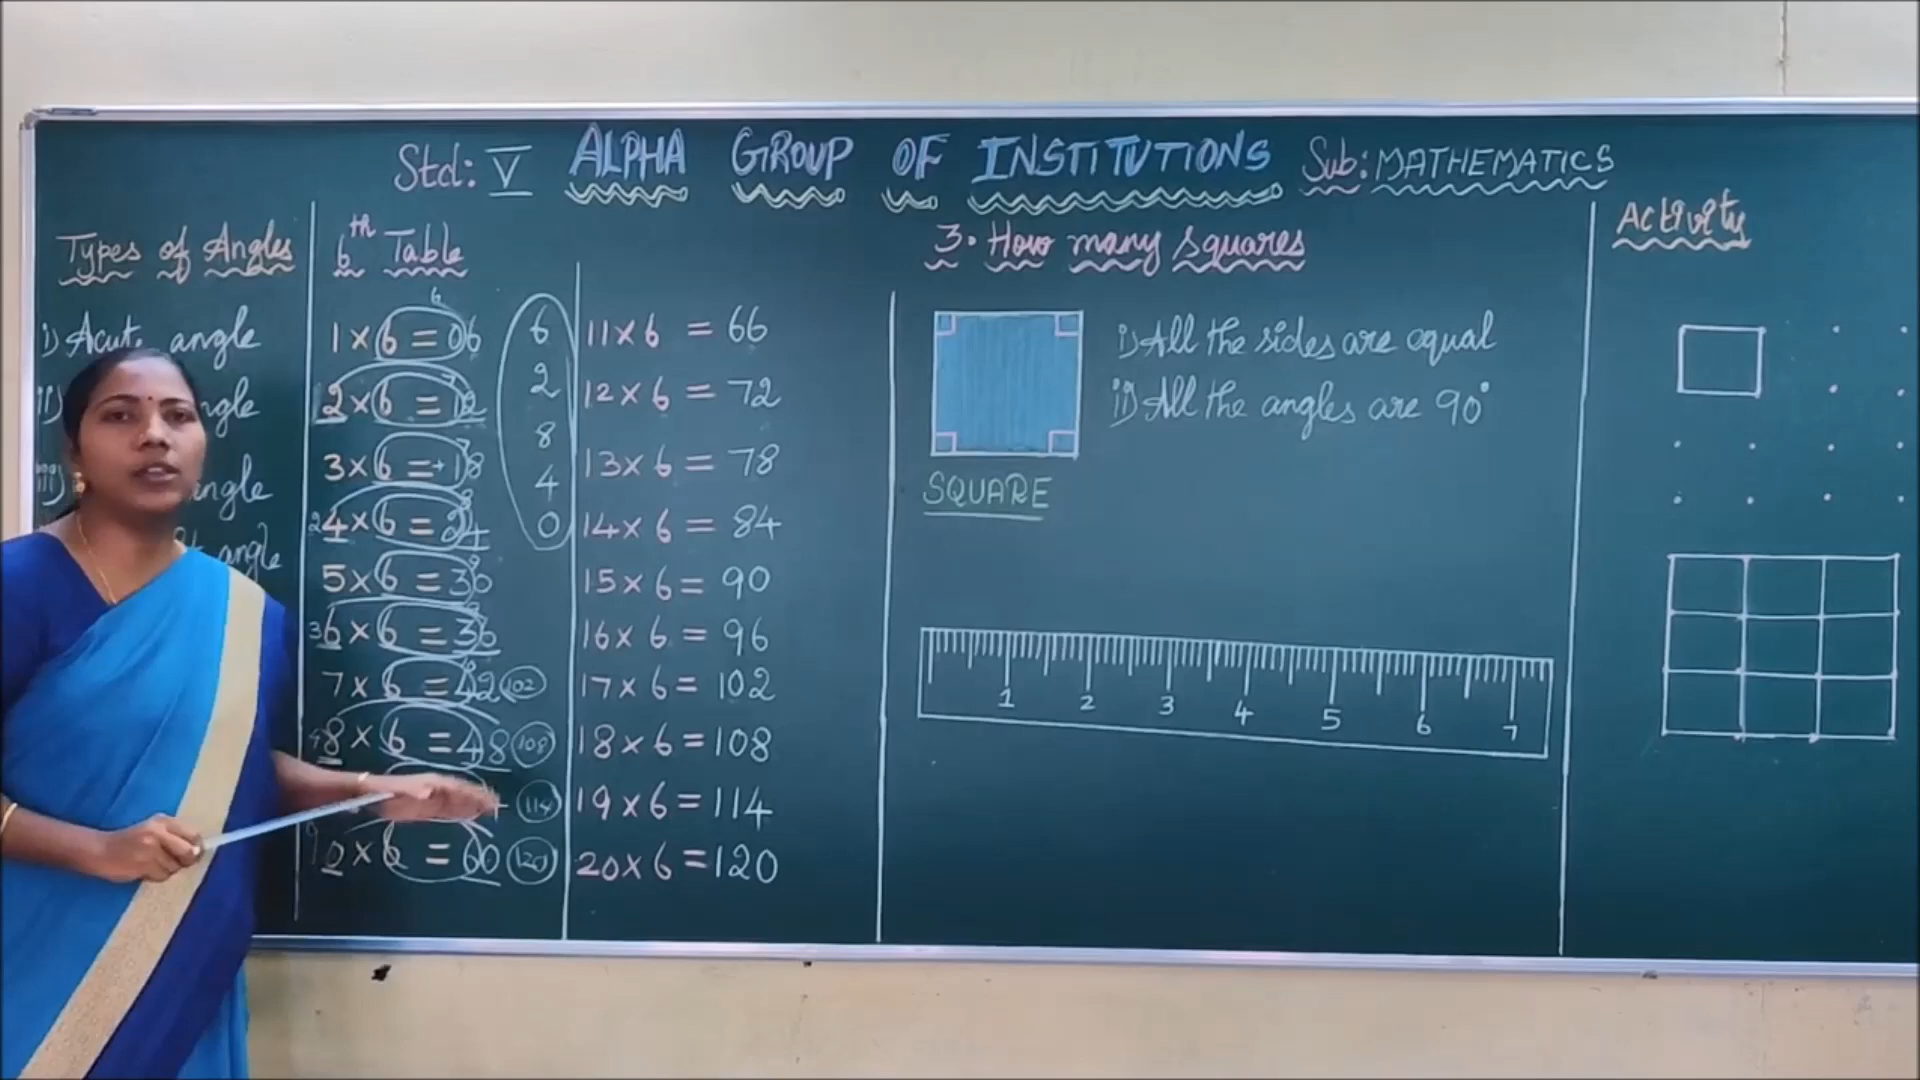 Std: V ALPHA GROUP OF INSTITUTIONS Sub: MATHEMATICS
Types of Angles
i) Acute angle
ii)
iii)
angle
6th Table
6
1 × 6 = 06
2 × 6 = 12
3 × 6 = 18
2 4 × 6 = 24
5 × 6 = 30
3 6 × 6 = 36
7 × 6 = 42 102
4 8 × 6 = 48 108
114
× 6 = 60 120
6
2
8
4
0
11 × 6 = 66
12 × 6 = 72
13 × 6 = 78
14 × 6 = 84
15 × 6 = 90
16 × 6 = 96
17 × 6 = 102
18 × 6 = 108
19 × 6 = 114
20 × 6 = 120
3. How many squares
i) All the sides are equal
ii) All the angles are 90°
SQUARE
1 2 3 4 5 6 7
Activity